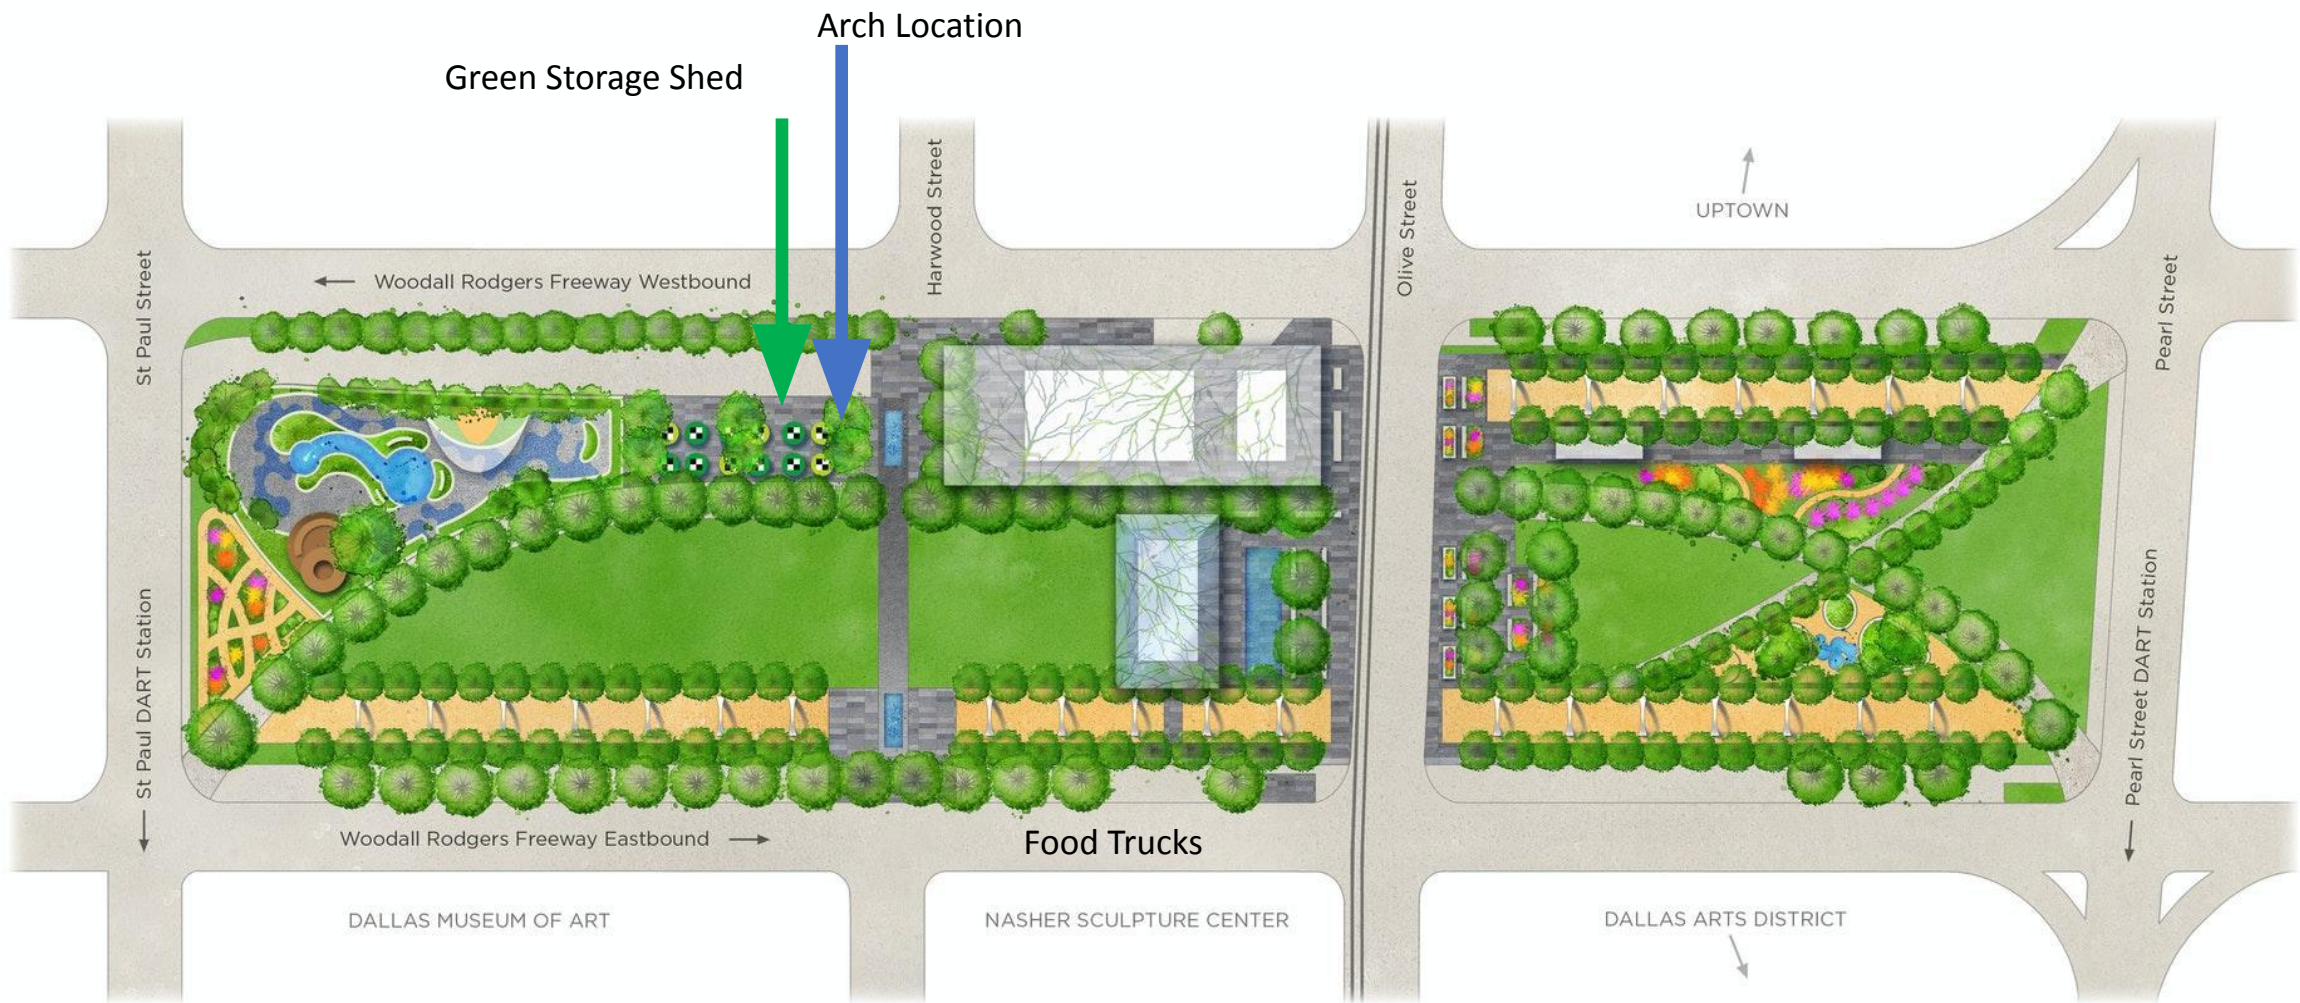 Arch Location
Green Storage Shed
Harwood Street
Olive Street
UPTOWN
St Paul Street
Woodall Rodgers Freeway Westbound
Pearl Street
St Paul DART Station
Pearl Street DART Station
Woodall Rodgers Freeway Eastbound
Food Trucks
DALLAS MUSEUM OF ART
NASHER SCULPTURE CENTER
DALLAS ARTS DISTRICT